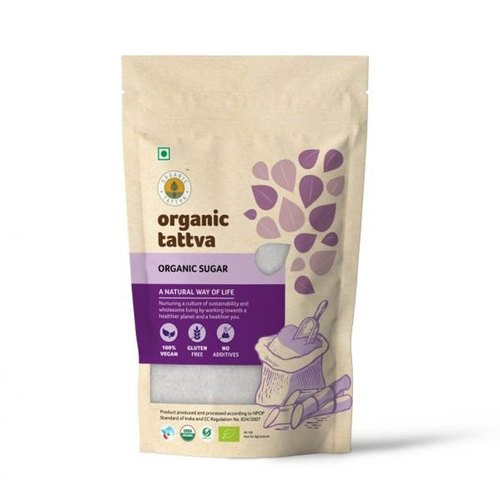 ORGANIC TATTVA
organic
tattva
ORGANIC SUGAR
A NATURAL WAY OF LIFE
Nurturing a culture of sustainability and
wholesome living by working towards a
healthier planet and a healthier you.
100% VEGAN
GLUTEN FREE
NO ADDITIVES
Product produced and processed according to NPOP
Standard of India and EC Regulation No. 834/2007